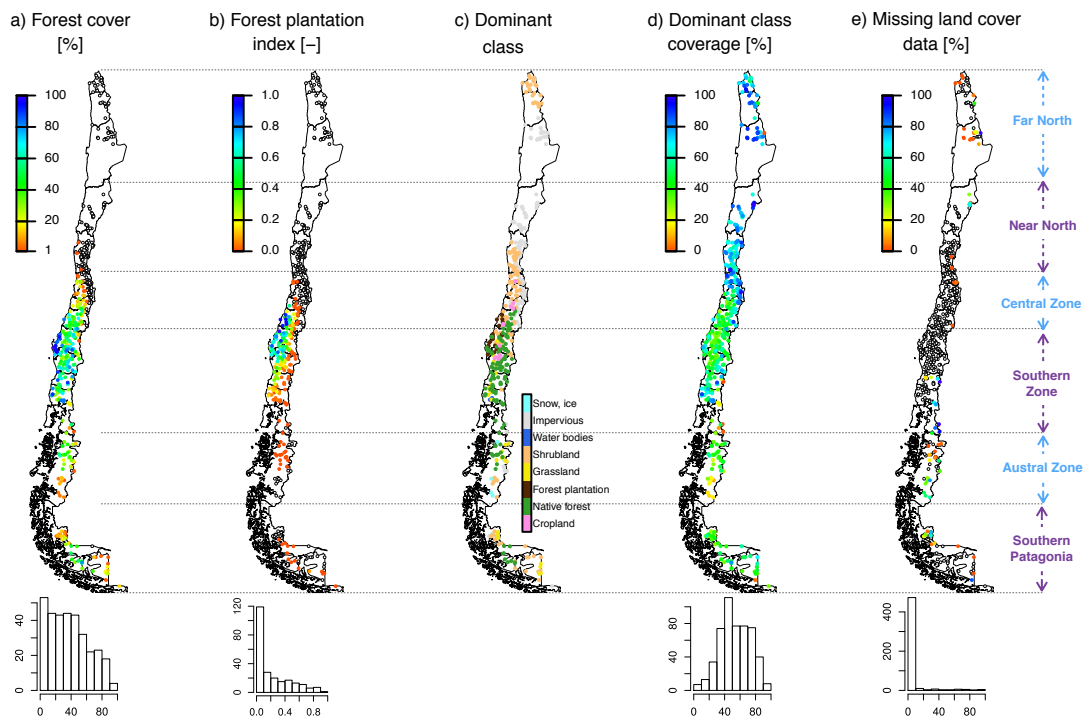 a) Forest cover
[%]
b) Forest plantation
index [–]
c) Dominant
class
d) Dominant class
coverage [%]
e) Missing land cover
data [%]
100
80
60
40
20
1
1.0
0.8
0.6
0.4
0.2
0.0
100
80
60
40
20
0
100
80
60
40
20
0
Far North
Near North
Central Zone
Southern
Zone
Austral Zone
Southern
Patagonia
Snow, ice
Impervious
Water bodies
Shrubland
Grassland
Forest plantation
Native forest
Cropland
0 20 40
0 40 80
0 40 80 120
0.0 0.4 0.8
0 40 80
0 40 80
0 200 400
0 40 80